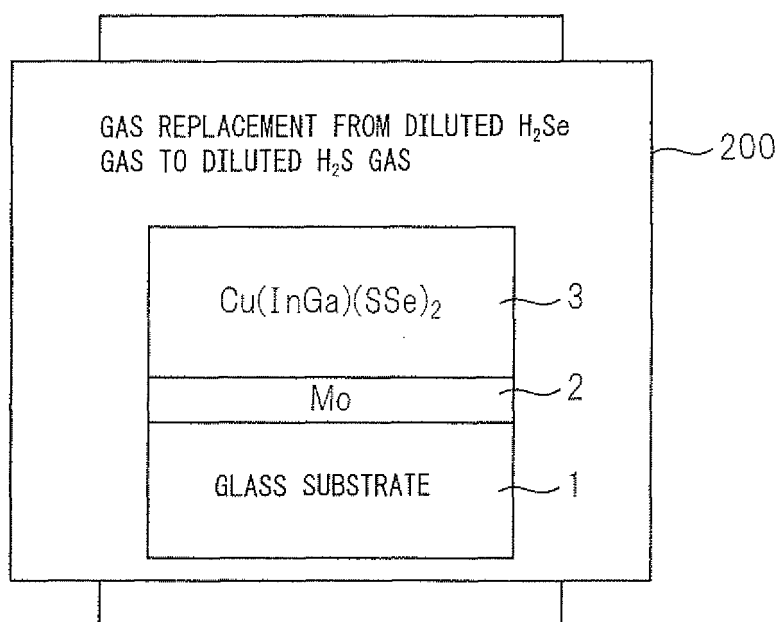 GAS REPLACEMENT FROM DILUTED H₂Se
GAS TO DILUTED H₂S GAS
200
Cu(InGa)(SSe)₂
3
Mo
2
GLASS SUBSTRATE
1